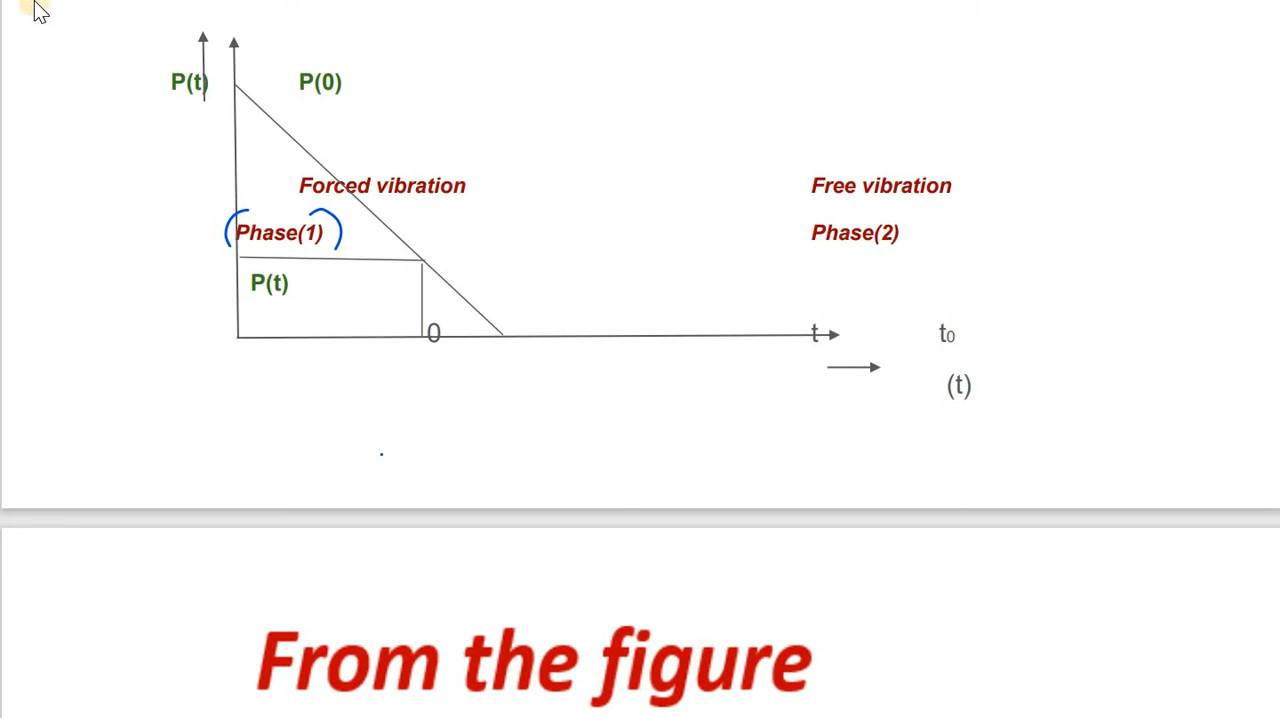 P(t) P(0)
Forced vibration Free vibration
Phase(1) Phase(2)
P(t)
0 t t0
(t)
From the figure